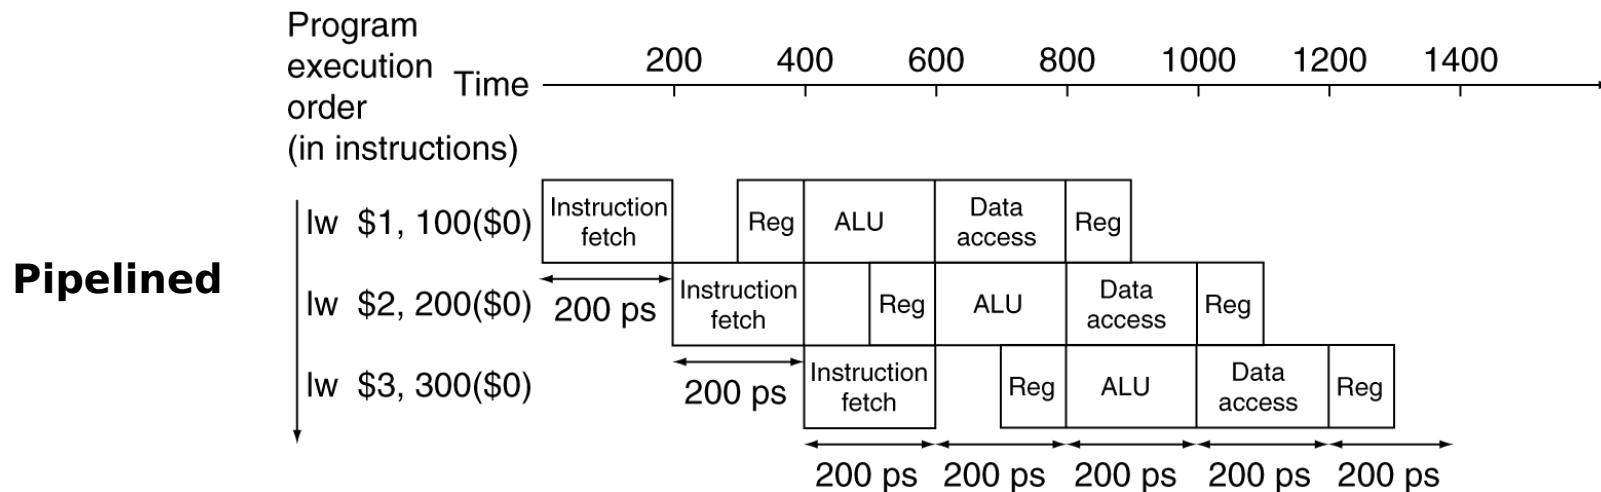 Program
execution
order
(in instructions)
Time
200 400 600 800 1000 1200 1400
Pipelined
lw $1, 100($0)
Instruction
fetch
Reg
ALU
Data
access
Reg
200 ps
lw $2, 200($0)
Instruction
fetch
Reg
ALU
Data
access
Reg
200 ps
lw $3, 300($0)
Instruction
fetch
Reg
ALU
Data
access
Reg
200 ps 200 ps 200 ps 200 ps 200 ps